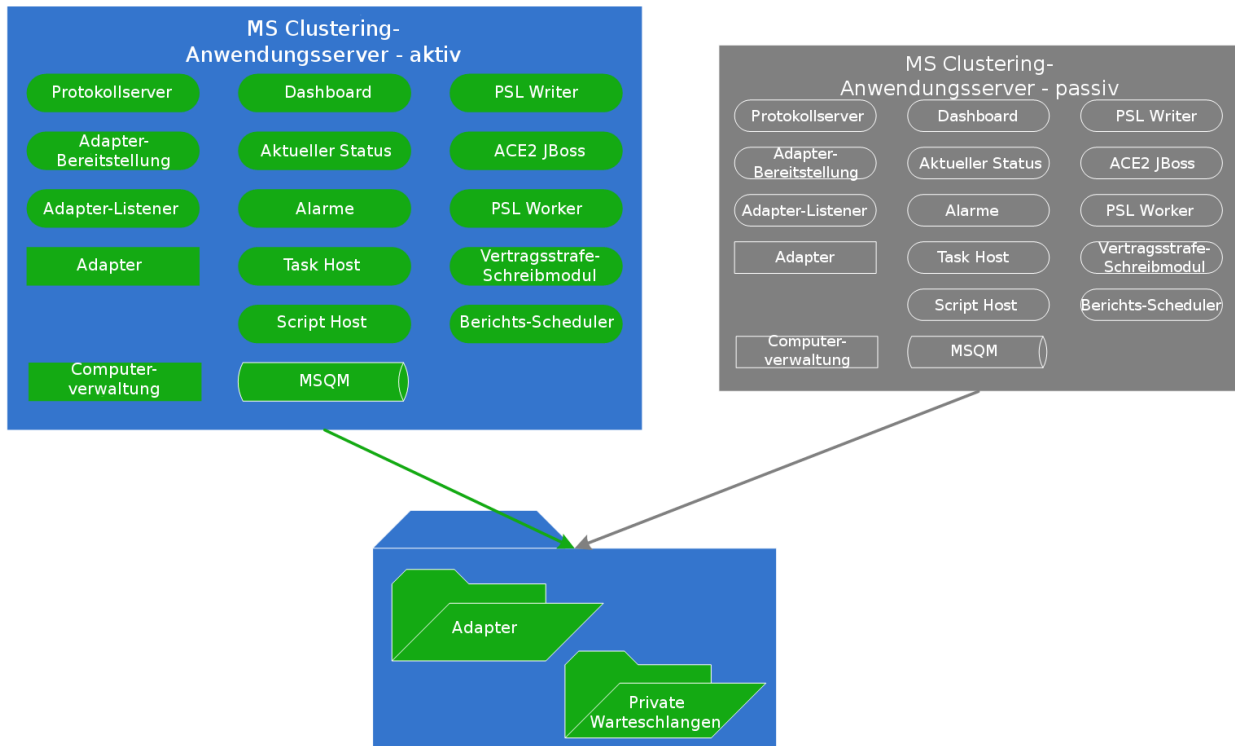 MS Clustering-
Anwendungsserver - aktiv
Protokollserver
Dashboard
PSL Writer
Adapter-
Bereitstellung
Aktueller Status
ACE2 JBoss
Adapter-Listener
Alarme
PSL Worker
Adapter
Task Host
Vertragsstrafe-
Schreibmodul
Script Host
Berichts-Scheduler
Computer-
verwaltung
MSQM
MS Clustering-
Anwendungsserver - passiv
Protokollserver
Dashboard
PSL Writer
Adapter-
Bereitstellung
Aktueller Status
ACE2 JBoss
Adapter-Listener
Alarme
PSL Worker
Adapter
Task Host
Vertragsstrafe-
Schreibmodul
Script Host
Berichts-Scheduler
Computer-
verwaltung
MSQM
Adapter
Private
Warteschlangen